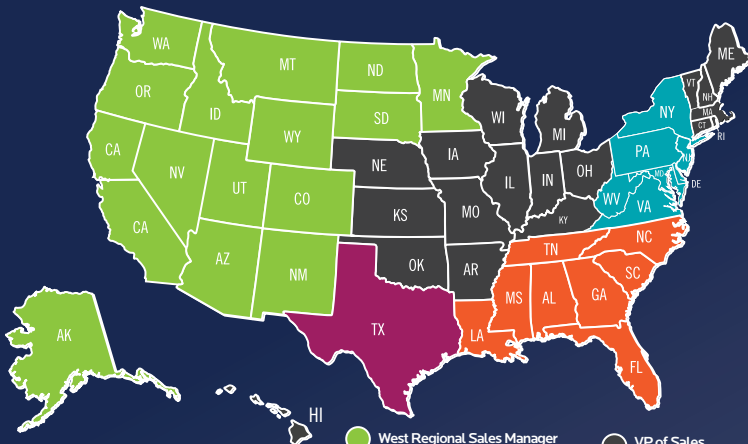 WA
MT
ND
MN
OR
ID
SD
WY
WI
MI
ME
VT
NH
NY
MA
CT
RI
CA
NV
UT
CO
NE
IA
IL
IN
OH
PA
NJ
MD
DE
WV
VA
KY
KS
MO
CA
AZ
NM
OK
AR
TN
NC
SC
MS
AL
GA
TX
LA
FL
AK
HI
West Regional Sales Manager
VP of Sales